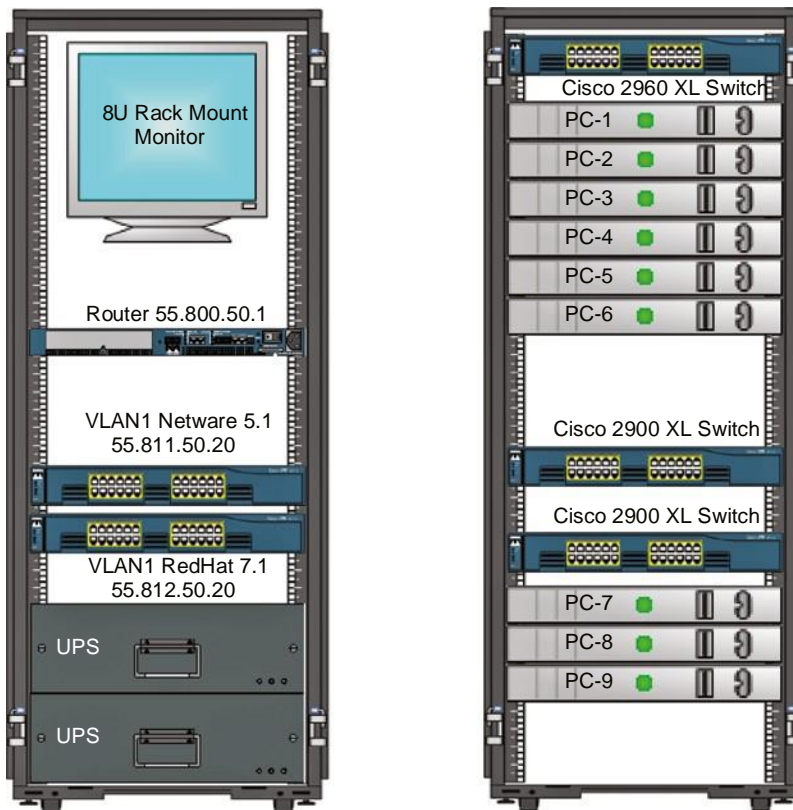 8U Rack Mount
Monitor
Router 55.800.50.1
VLAN1 Netware 5.1
55.811.50.20
VLAN1 RedHat 7.1
55.812.50.20
UPS
UPS
Cisco 2960 XL Switch
PC-1
PC-2
PC-3
PC-4
PC-5
PC-6
Cisco 2900 XL Switch
Cisco 2900 XL Switch
PC-7
PC-8
PC-9